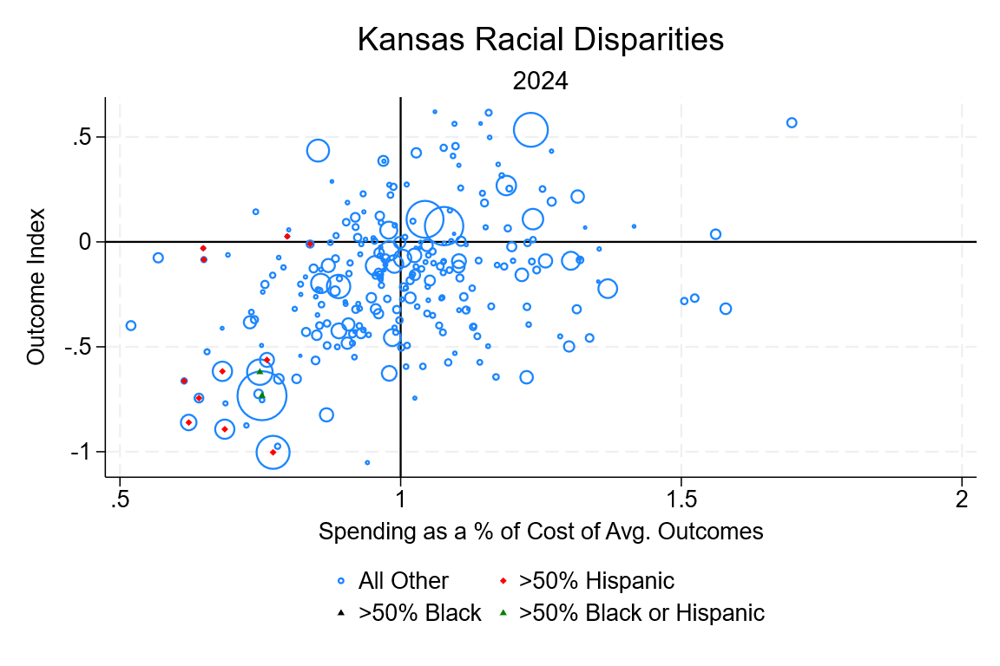 Kansas Racial Disparities
2024
Outcome Index
.5
0
-.5
-1
.5 1 1.5 2
Spending as a % of Cost of Avg. Outcomes
All Other >50% Hispanic
>50% Black >50% Black or Hispanic